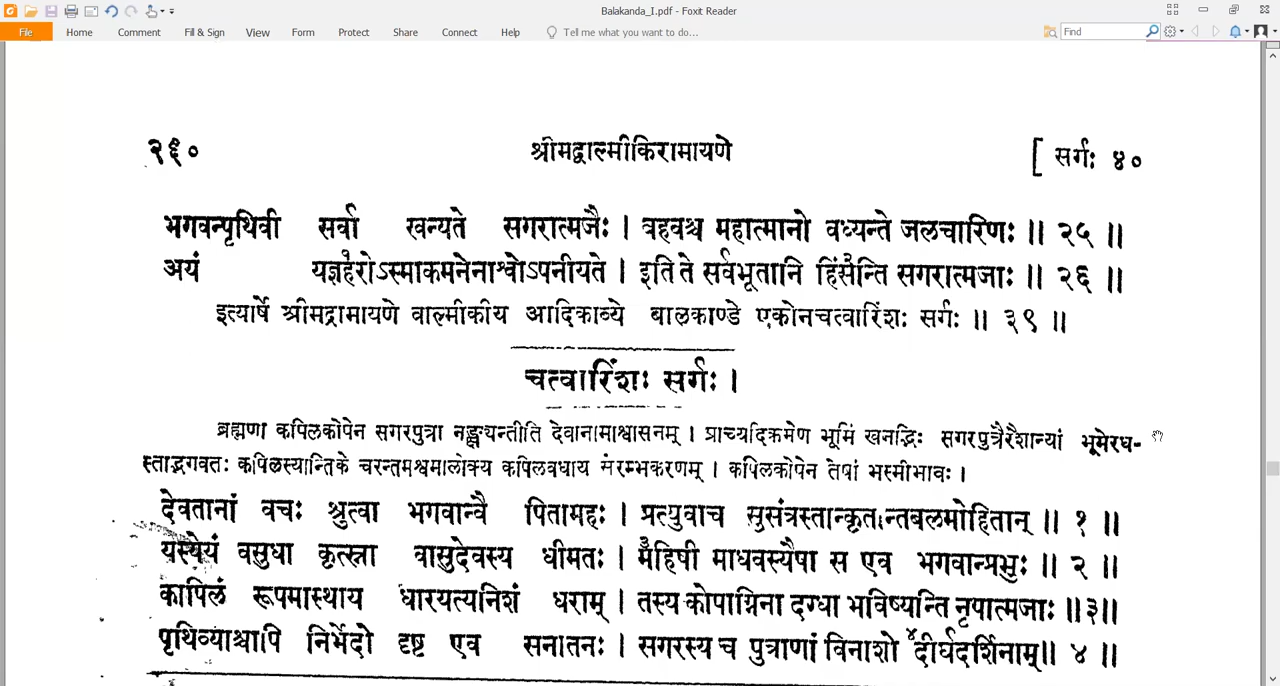 Balakanda_I.pdf - Foxit Reader
File Home Comment Fill & Sign View Form Protect Share Connect Help Tell me what you want to do... Find
२६० श्रीमद्वाल्मीकिरामायणे [ सर्गः ४०
भगवन्पृथिवी सर्वा खन्यते सगरात्मजैः । बहवश्च महात्मानो वध्यन्ते जलचारिणः ॥ २५ ॥
अयं यज्ञहरोऽस्माकमनेनाश्वोऽपनीयते । इति ते सर्वभूतानि हिंसन्ति सगरात्मजाः ॥ २६ ॥
इत्यार्षे श्रीमद्रामायणे वाल्मीकीय आदिकाव्ये बालकाण्डे एकोनचत्वारिंशः सर्गः ॥ ३९ ॥
चत्वारिंशः सर्गः ।
ब्रह्मणा कपिलकोपेन सगरपुत्रा नङ्क्ष्यन्तीति देवानामाश्वासनम् । प्राच्यादिक्रमेण भूमिं खनद्भिः सगरपुत्रैरैशान्यां भूमेरध-
स्ताद्भगवतः कपिलस्यान्तिके चरन्तमश्वमालोक्य कपिलवधाय संरम्भकरणम् । कपिलकोपेन तेषां भस्मीभावः ।
देवतानां वचः श्रुत्वा भगवान्वै पितामहः । प्रत्युवाच सुसंत्रस्तान्कृतान्तबलमोहितान् ॥ १ ॥
यस्येयं वसुधा कृत्स्ना वासुदेवस्य धीमतः । महिषी माधवस्यैषा स एव भगवान्प्रभुः ॥ २ ॥
कापिलं रूपमास्थाय धारयत्यनिशं धराम् । तस्य कोपाग्निना दग्धा भविष्यन्ति नृपात्मजाः ॥३॥
पृथिव्याश्चापि निर्भेदो दृष्ट एव सनातनः । सगरस्य च पुत्राणां विनाशो ४दीर्घदर्शिनाम्॥ ४ ॥